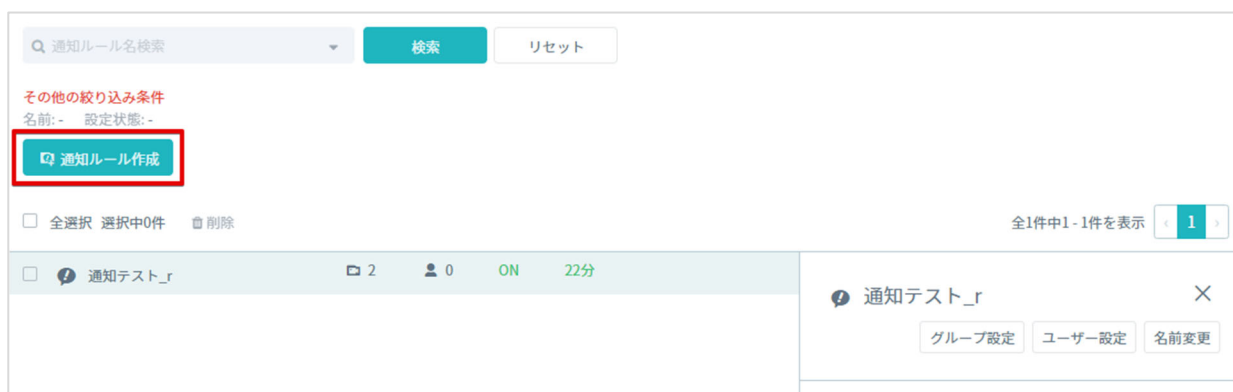 通知ルール名検索 検索 リセット
その他の絞り込み条件
名前: - 設定状態: -
通知ルール作成
全選択 選択中0件 削除 全1件中1 - 1件を表示 ‹ 1 ›
通知テスト_r 2 0 ON 22分
通知テスト_r
グループ設定 ユーザー設定 名前変更